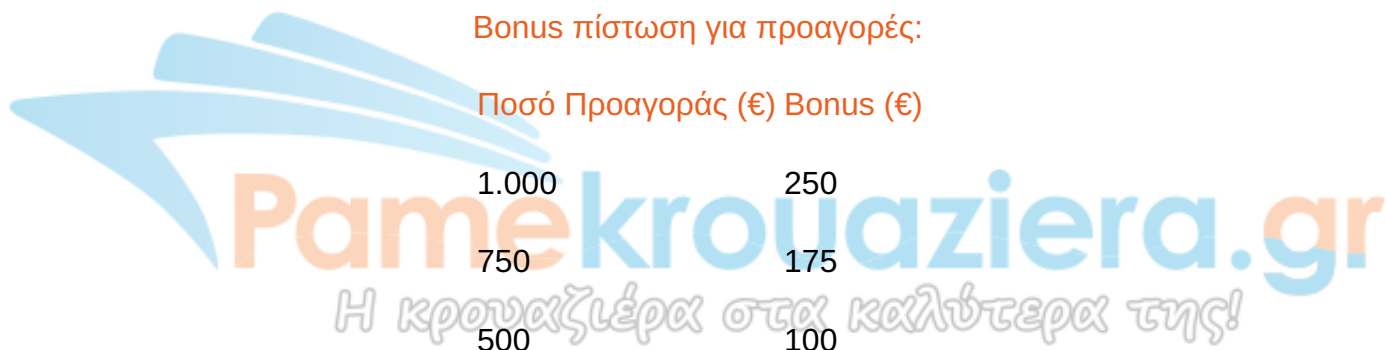 Bonus πίστωση για προαγορές:
Ποσό Προαγοράς (€) Bonus (€)
1.000 250
Pamekrouaziera.gr
750 175
Η κρουαζιέρα στα καλύτερα της!
500 100